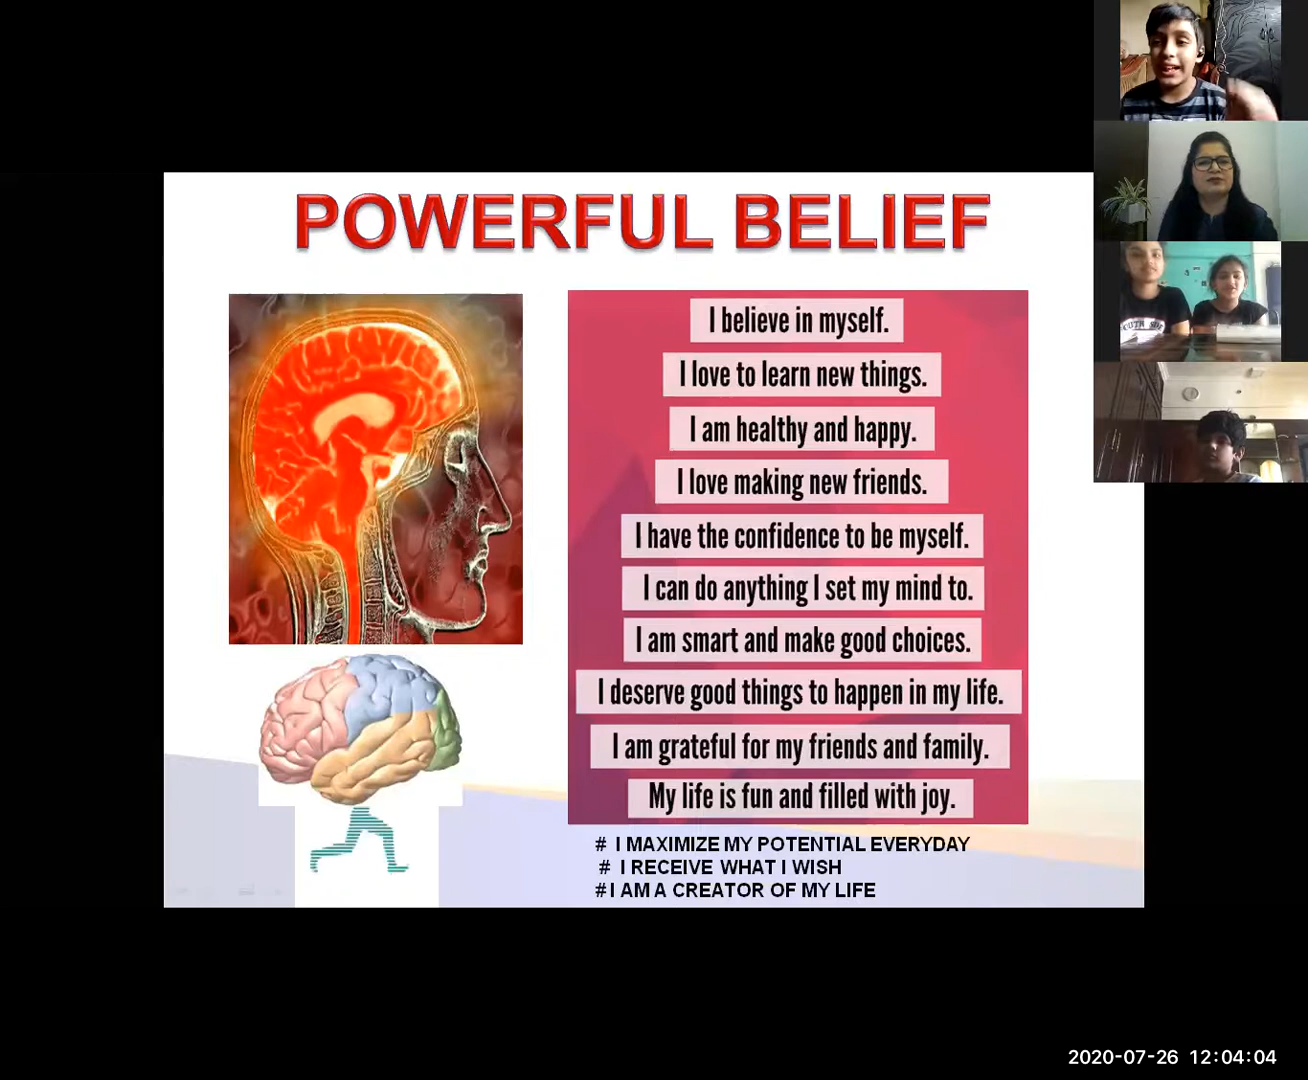 POWERFUL BELIEF
I believe in myself.
I love to learn new things.
I am healthy and happy.
I love making new friends.
I have the confidence to be myself.
I can do anything I set my mind to.
I am smart and make good choices.
I deserve good things to happen in my life.
I am grateful for my friends and family.
My life is fun and filled with joy.
# I MAXIMIZE MY POTENTIAL EVERYDAY
# I RECEIVE WHAT I WISH
#I AM A CREATOR OF MY LIFE
2020-07-26 12:04:04